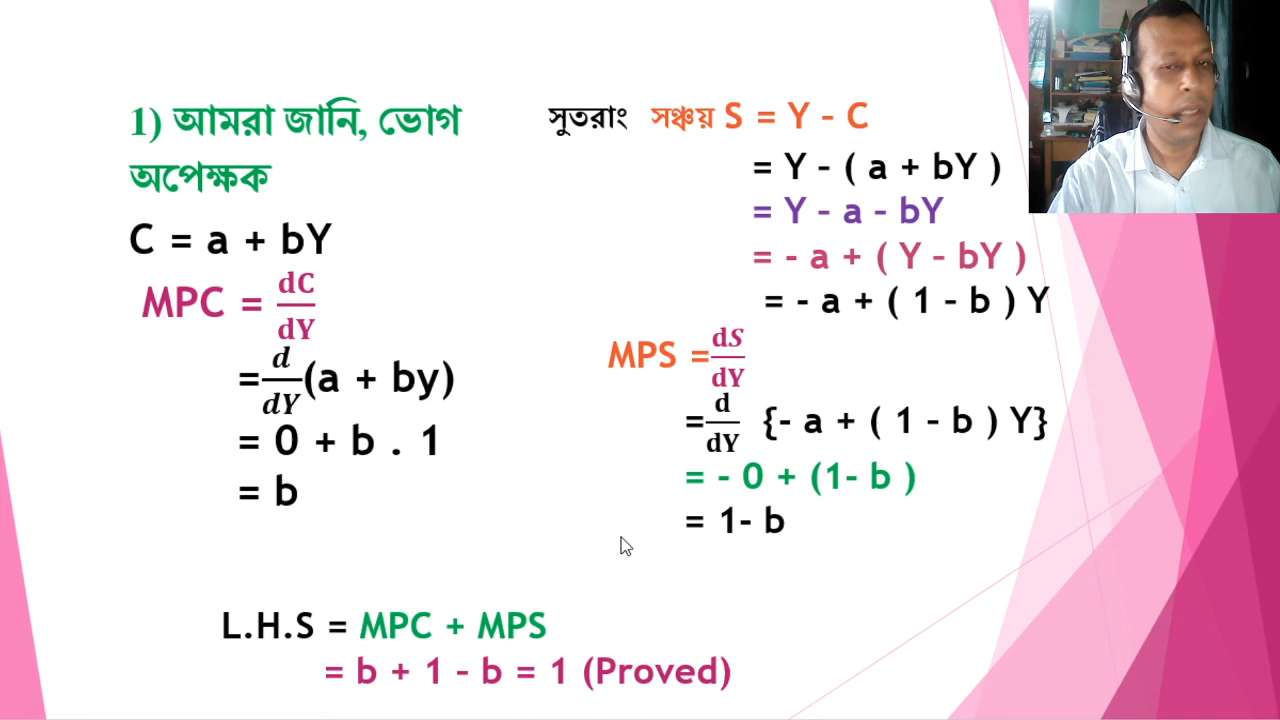 1) আমরা জানি, ভোগ
অপেক্ষক
C = a + bY
MPC = dC/dY
= d/dY (a + by)
= 0 + b . 1
= b
সুতরাং সঞ্চয় S = Y – C
= Y – ( a + bY )
= Y – a – bY
= - a + ( Y – bY )
= - a + ( 1 – b ) Y
MPS = dS/dY
= d/dY {- a + ( 1 – b ) Y}
= - 0 + (1- b )
= 1- b
L.H.S = MPC + MPS
= b + 1 – b = 1 (Proved)